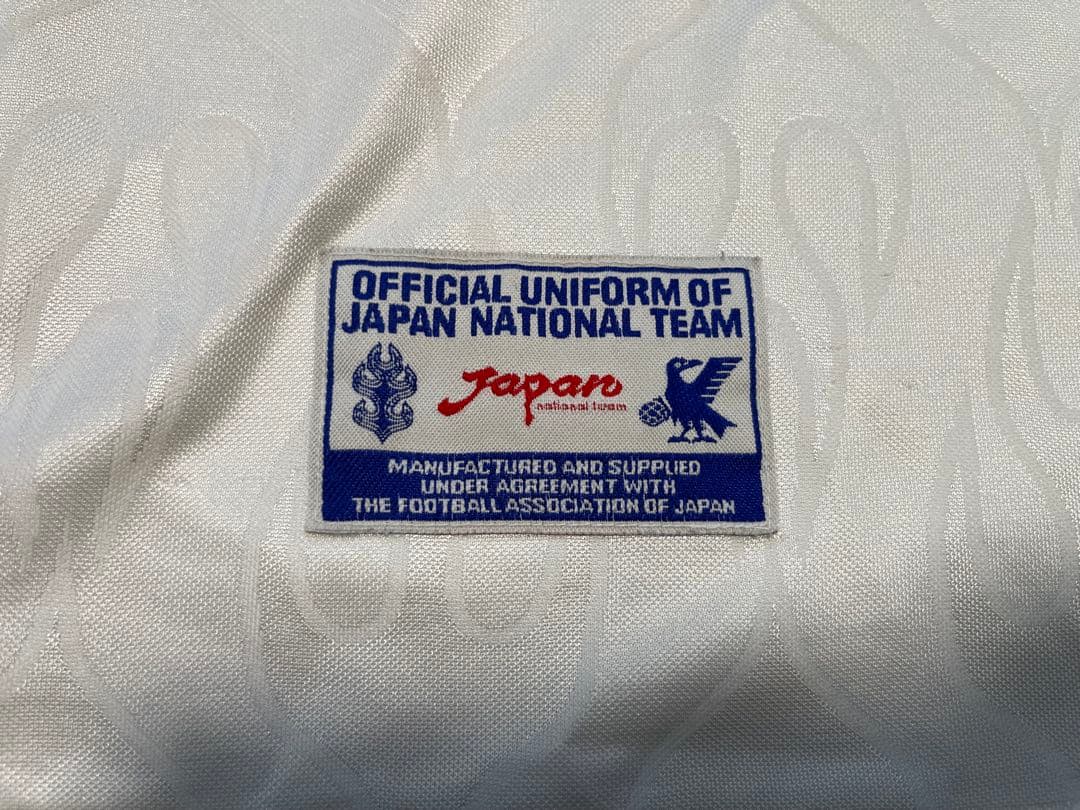 OFFICIAL UNIFORM OF
JAPAN NATIONAL TEAM
Japan
national team
MANUFACTURED AND SUPPLIED
UNDER AGREEMENT WITH
THE FOOTBALL ASSOCIATION OF JAPAN